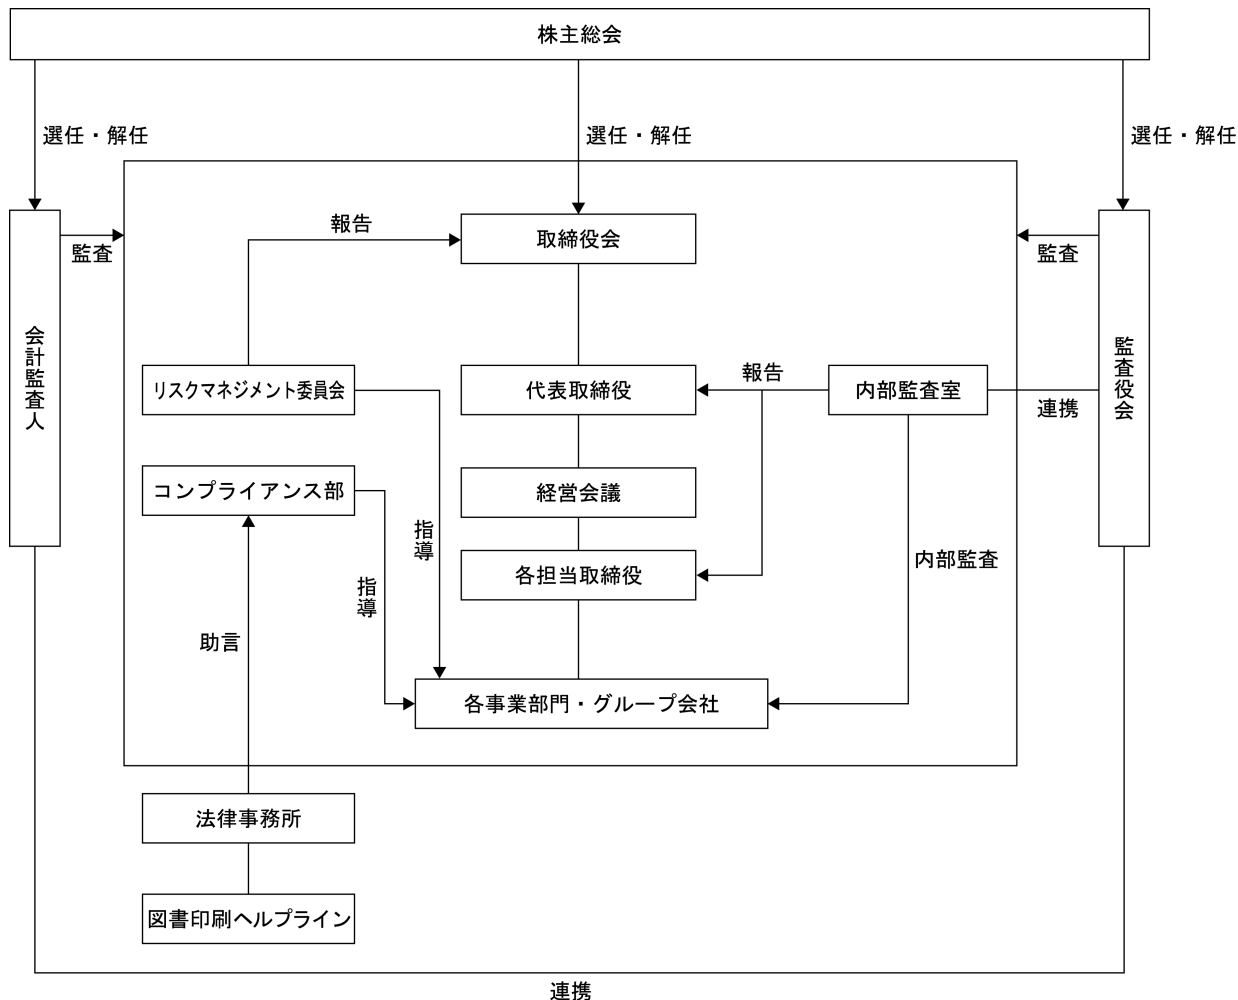 株主総会
選任・解任
選任・解任
選任・解任
報告
取締役会
監査
監査
会計監査人
監査役会
リスクマネジメント委員会
代表取締役
報告
内部監査室
連携
コンプライアンス部
経営会議
指導
内部監査
各担当取締役
指導
助言
各事業部門・グループ会社
法律事務所
図書印刷ヘルプライン
連携